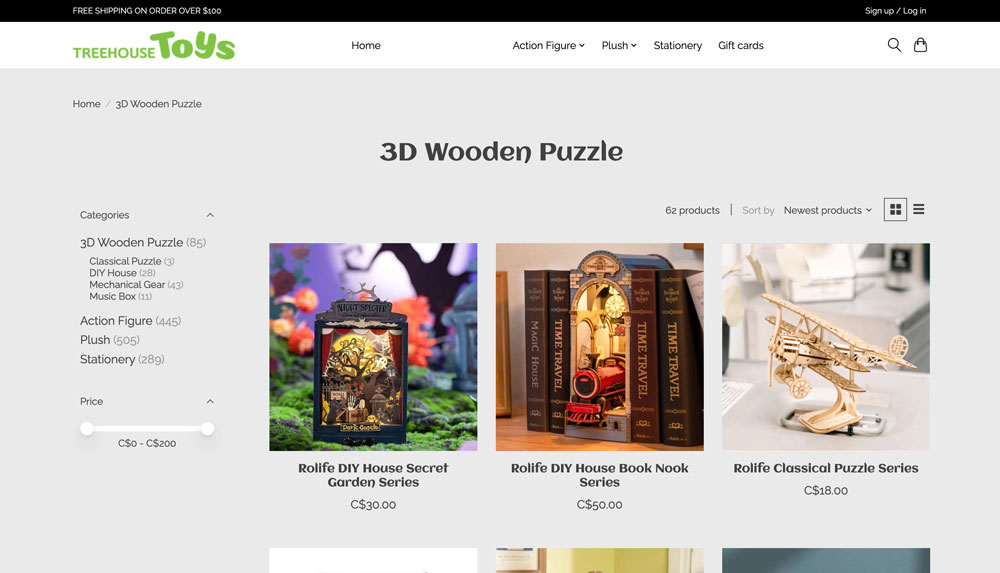 FREE SHIPPING ON ORDER OVER $100
Sign up / Log in
TREEHOUSE TOYS
Home
Action Figure
Plush
Stationery
Gift cards
Home / 3D Wooden Puzzle
3D Wooden Puzzle
62 products
Sort by
Newest products
Categories
3D Wooden Puzzle (85)
Classical Puzzle (3)
DIY House (28)
Mechanical Gear (43)
Music Box (11)
Action Figure (445)
Plush (505)
Stationery (289)
Price
C$0 - C$200
NIGHT SPECTER
MAGIC HOUSE
TIME TRAVEL
TIME TRAVEL
TIME TRAVEL
Rolife DIY House Secret
Garden Series
C$30.00
Rolife DIY House Book Nook
Series
C$50.00
Rolife Classical Puzzle Series
C$18.00